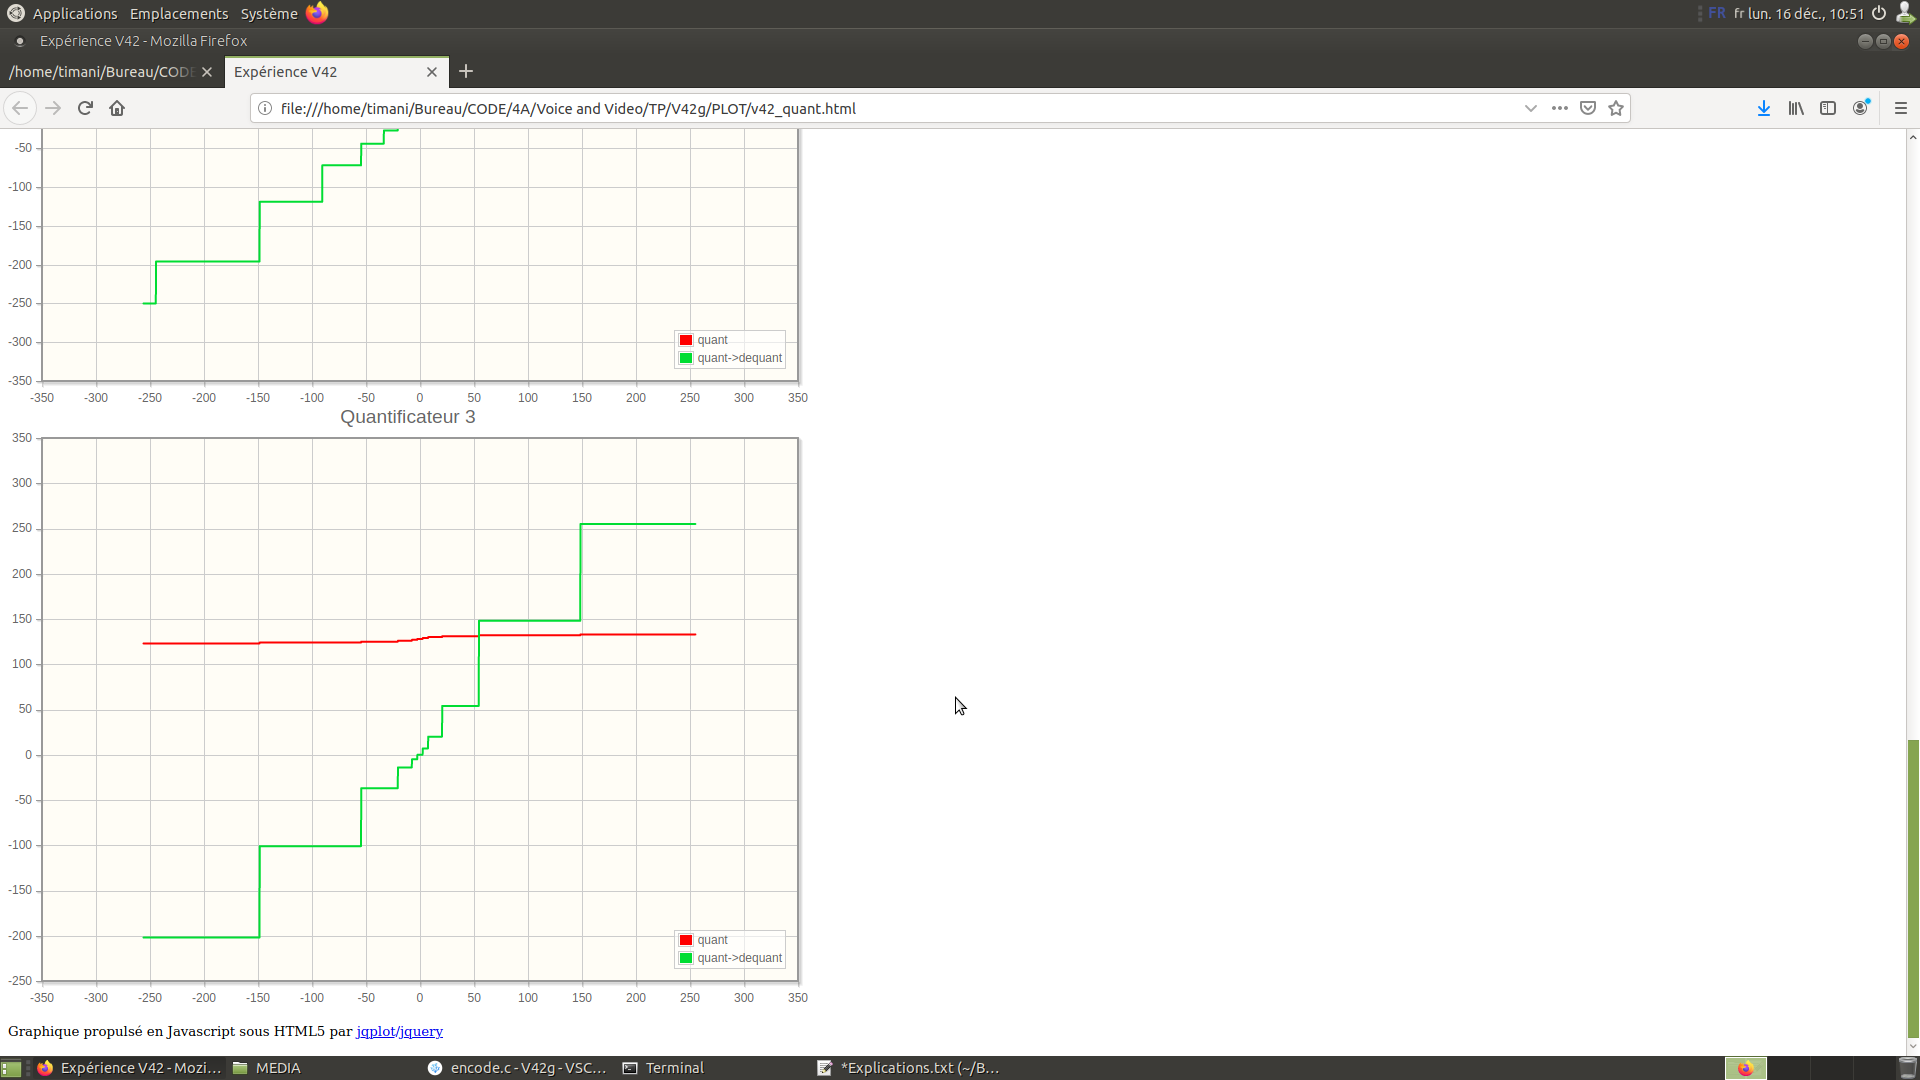 Applications Emplacements Système FR fr lun. 16 déc., 10:51
Expérience V42 - Mozilla Firefox
/home/timani/Bureau/CODE Expérience V42
file:///home/timani/Bureau/CODE/4A/Voice and Video/TP/V42g/PLOT/v42_quant.html
-50
-100
-150
-200
-250
-300
-350
quant
quant->dequant
-350 -300 -250 -200 -150 -100 -50 0 50 100 150 200 250 300 350
Quantificateur 3
350
300
250
200
150
100
50
0
-50
-100
-150
-200
-250
quant
quant->dequant
-350 -300 -250 -200 -150 -100 -50 0 50 100 150 200 250 300 350
Graphique propulsé en Javascript sous HTML5 par jqplot/jquery
Expérience V42 - Mozi... MEDIA encode.c - V42g - VSC... Terminal *Explications.txt (~/B...